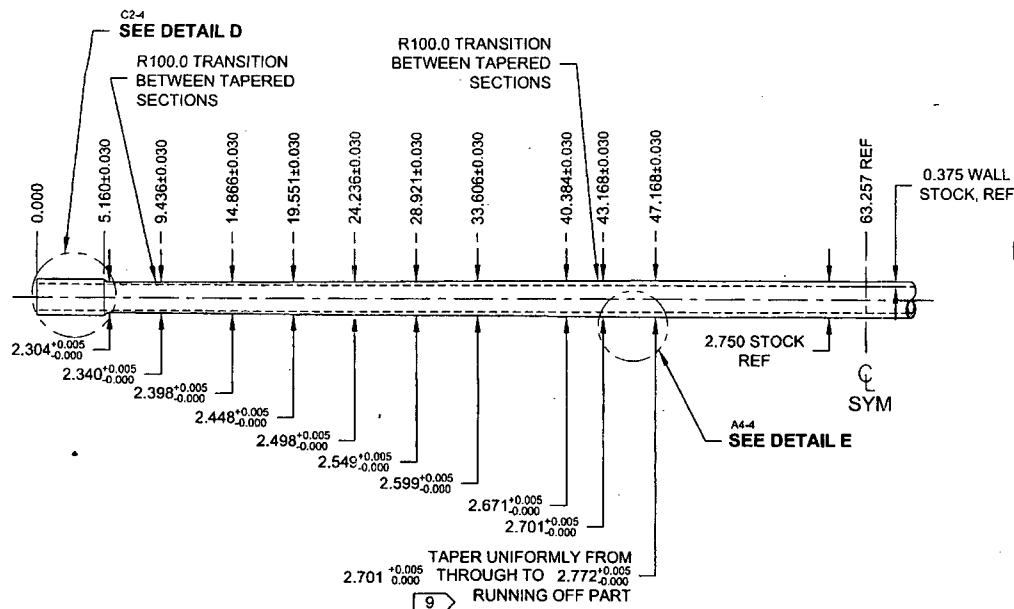 C2-4
SEE DETAIL D
R100.0 TRANSITION
BETWEEN TAPERED
SECTIONS
R100.0 TRANSITION
BETWEEN TAPERED
SECTIONS
0.000
5.160±0.030
9.436±0.030
14.866±0.030
19.551±0.030
24.236±0.030
28.921±0.030
33.606±0.030
40.384±0.030
43.168±0.030
47.168±0.030
63.257 REF
0.375 WALL
STOCK, REF
2.304 +0.005 -0.000
2.340 +0.005 -0.000
2.398 +0.005 -0.000
2.448 +0.005 -0.000
2.498 +0.005 -0.000
2.549 +0.005 -0.000
2.599 +0.005 -0.000
2.671 +0.005 -0.000
2.701 +0.005 -0.000
2.750 STOCK
REF
℄
SYM
A4-4
SEE DETAIL E
TAPER UNIFORMLY FROM
2.701 +0.005 0.000 THROUGH TO 2.772 +0.005 -0.000
RUNNING OFF PART
9